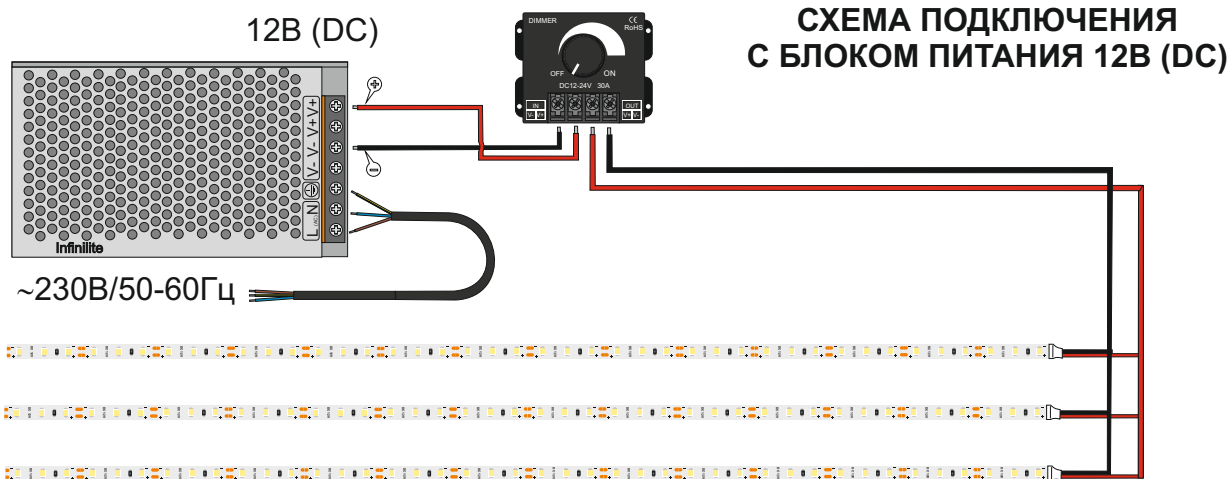 СХЕМА ПОДКЛЮЧЕНИЯ
С БЛОКОМ ПИТАНИЯ 12В (DC)
12В (DC)
DIMMER
CE
RoHS
OFF
ON
DC12-24V 30A
IN
V- V+
OUT
V+ V-
+
−
L (AC) N V- V- V+ V+
Infinilite
~230В/50-60Гц